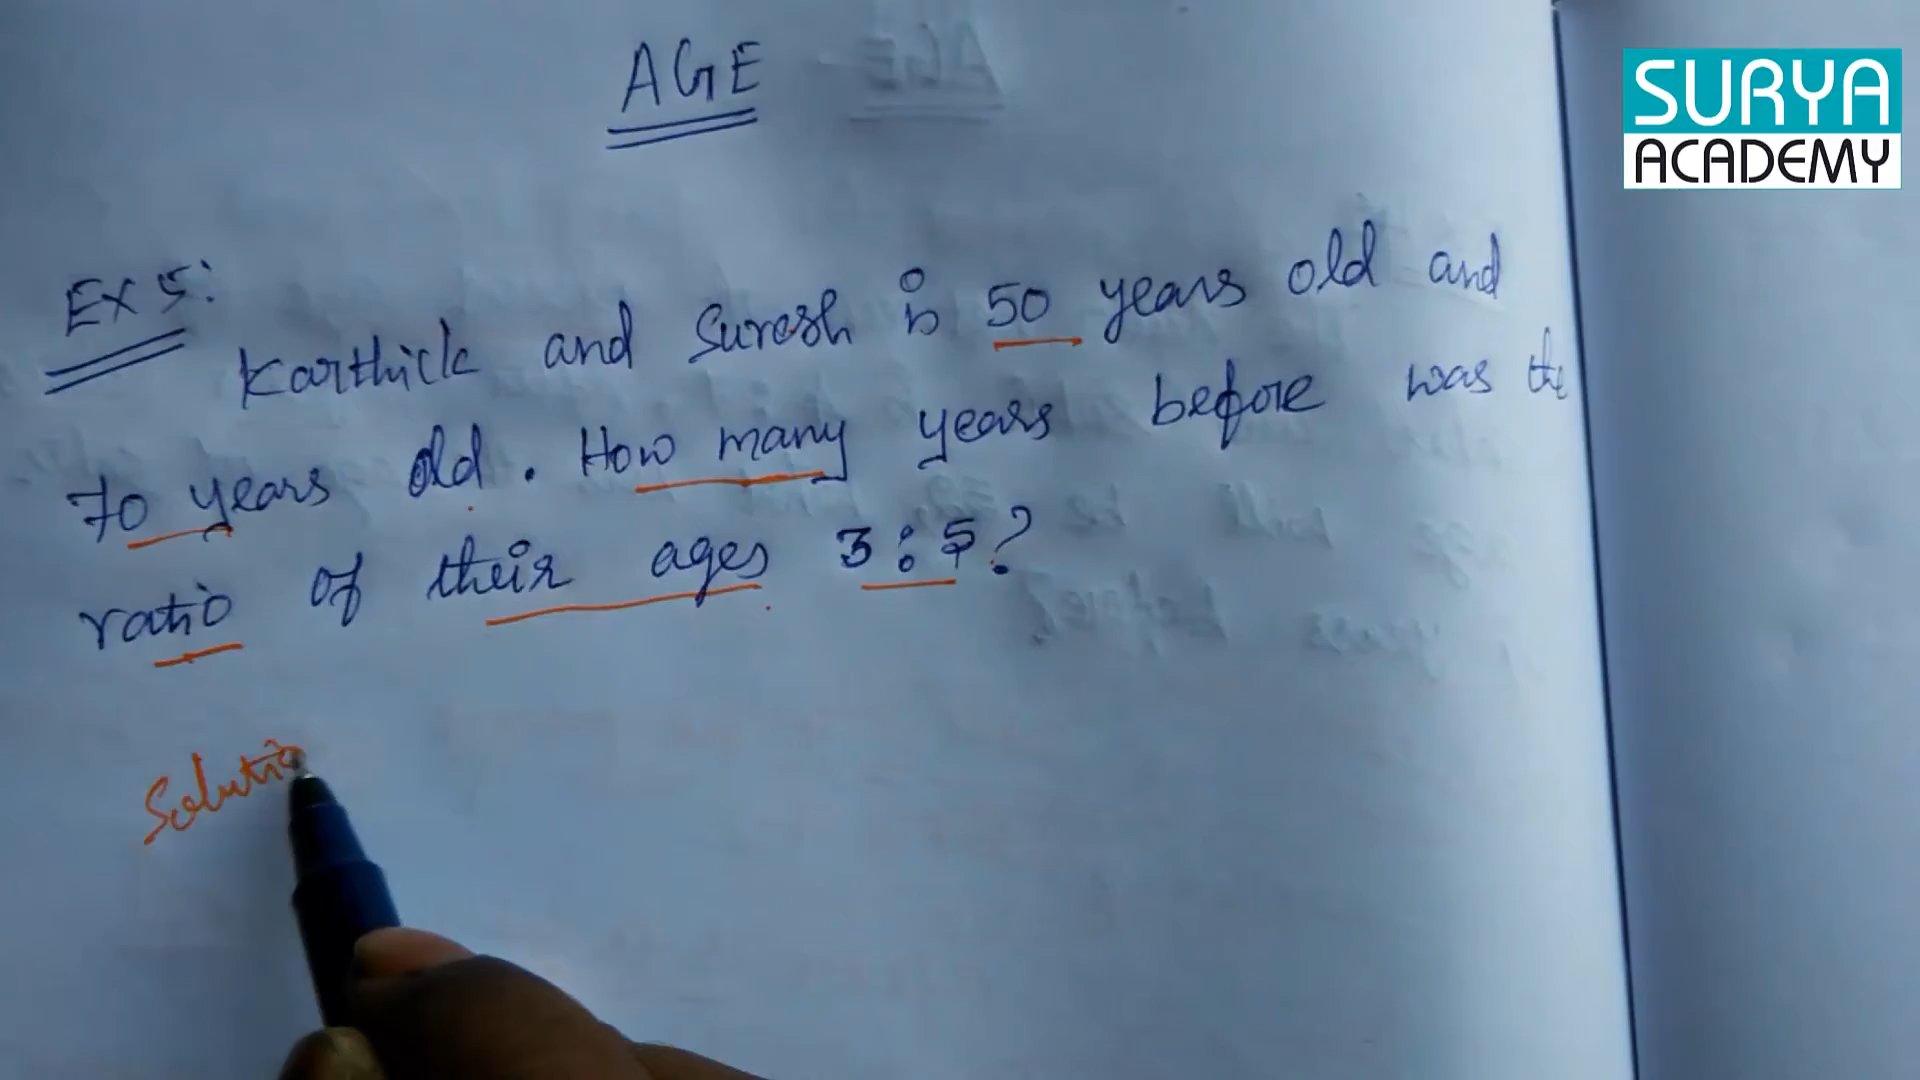 AGE
SURYA
ACADEMY
EX 5:
Karthick and Suresh is 50 years old and
70 years old. How many years before was the
ratio of their ages 3:5?
Solutio